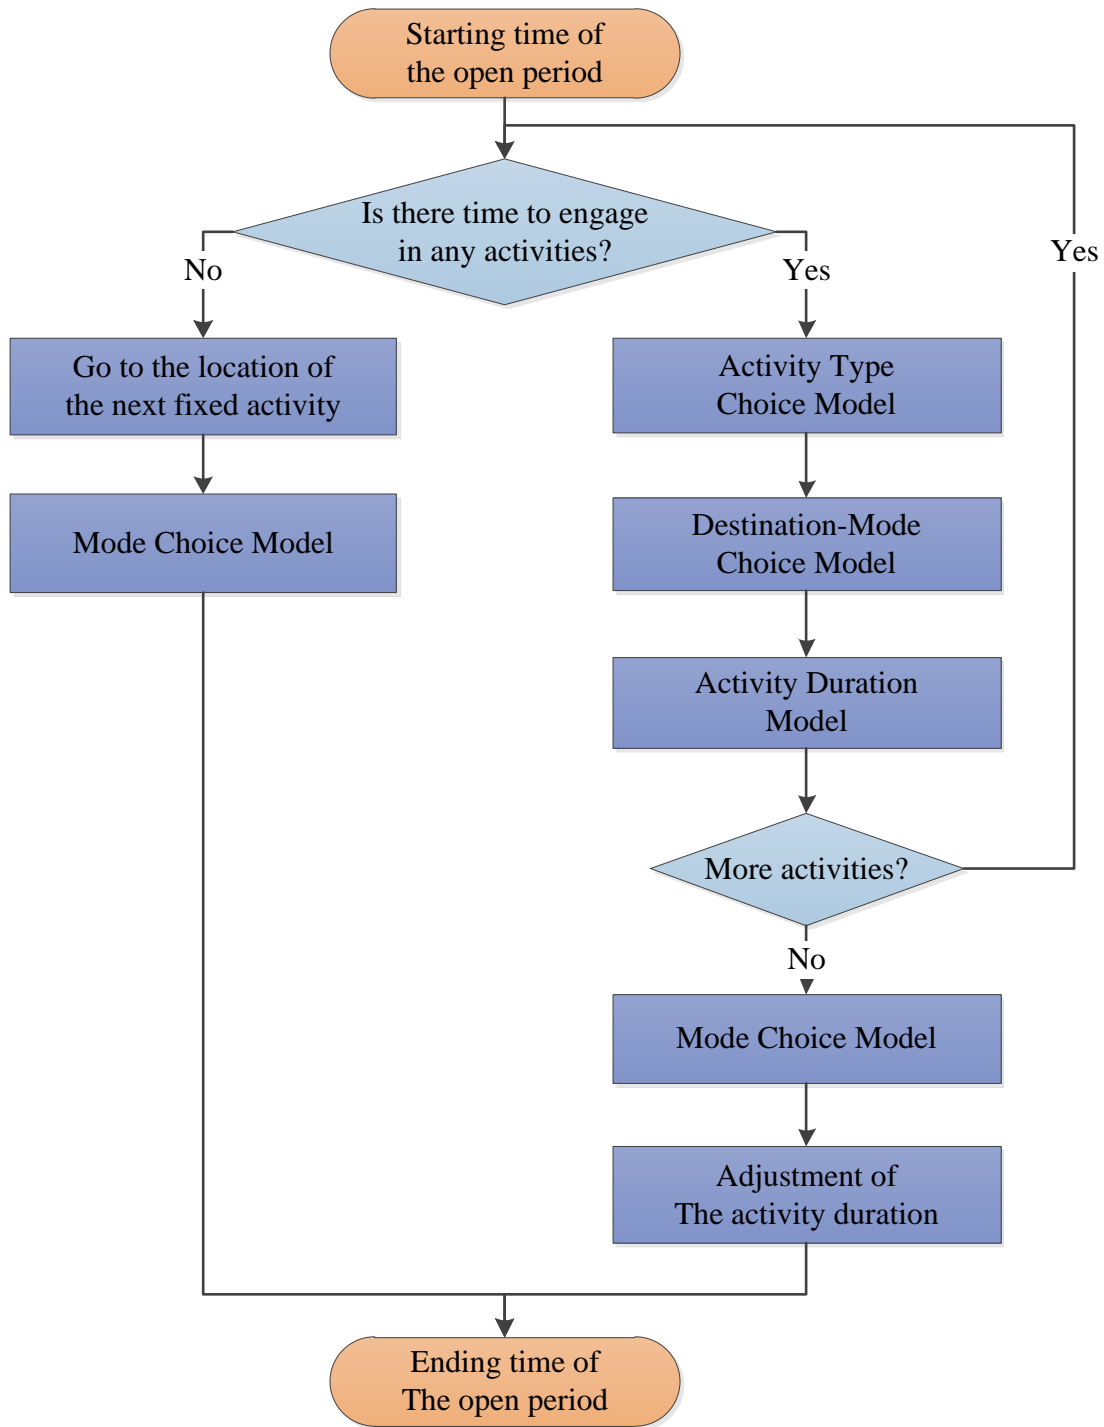 Starting time of
the open period
Is there time to engage
in any activities?
No
Yes
Yes
Go to the location of
the next fixed activity
Mode Choice Model
Activity Type
Choice Model
Destination-Mode
Choice Model
Activity Duration
Model
More activities?
No
Mode Choice Model
Adjustment of
The activity duration
Ending time of
The open period